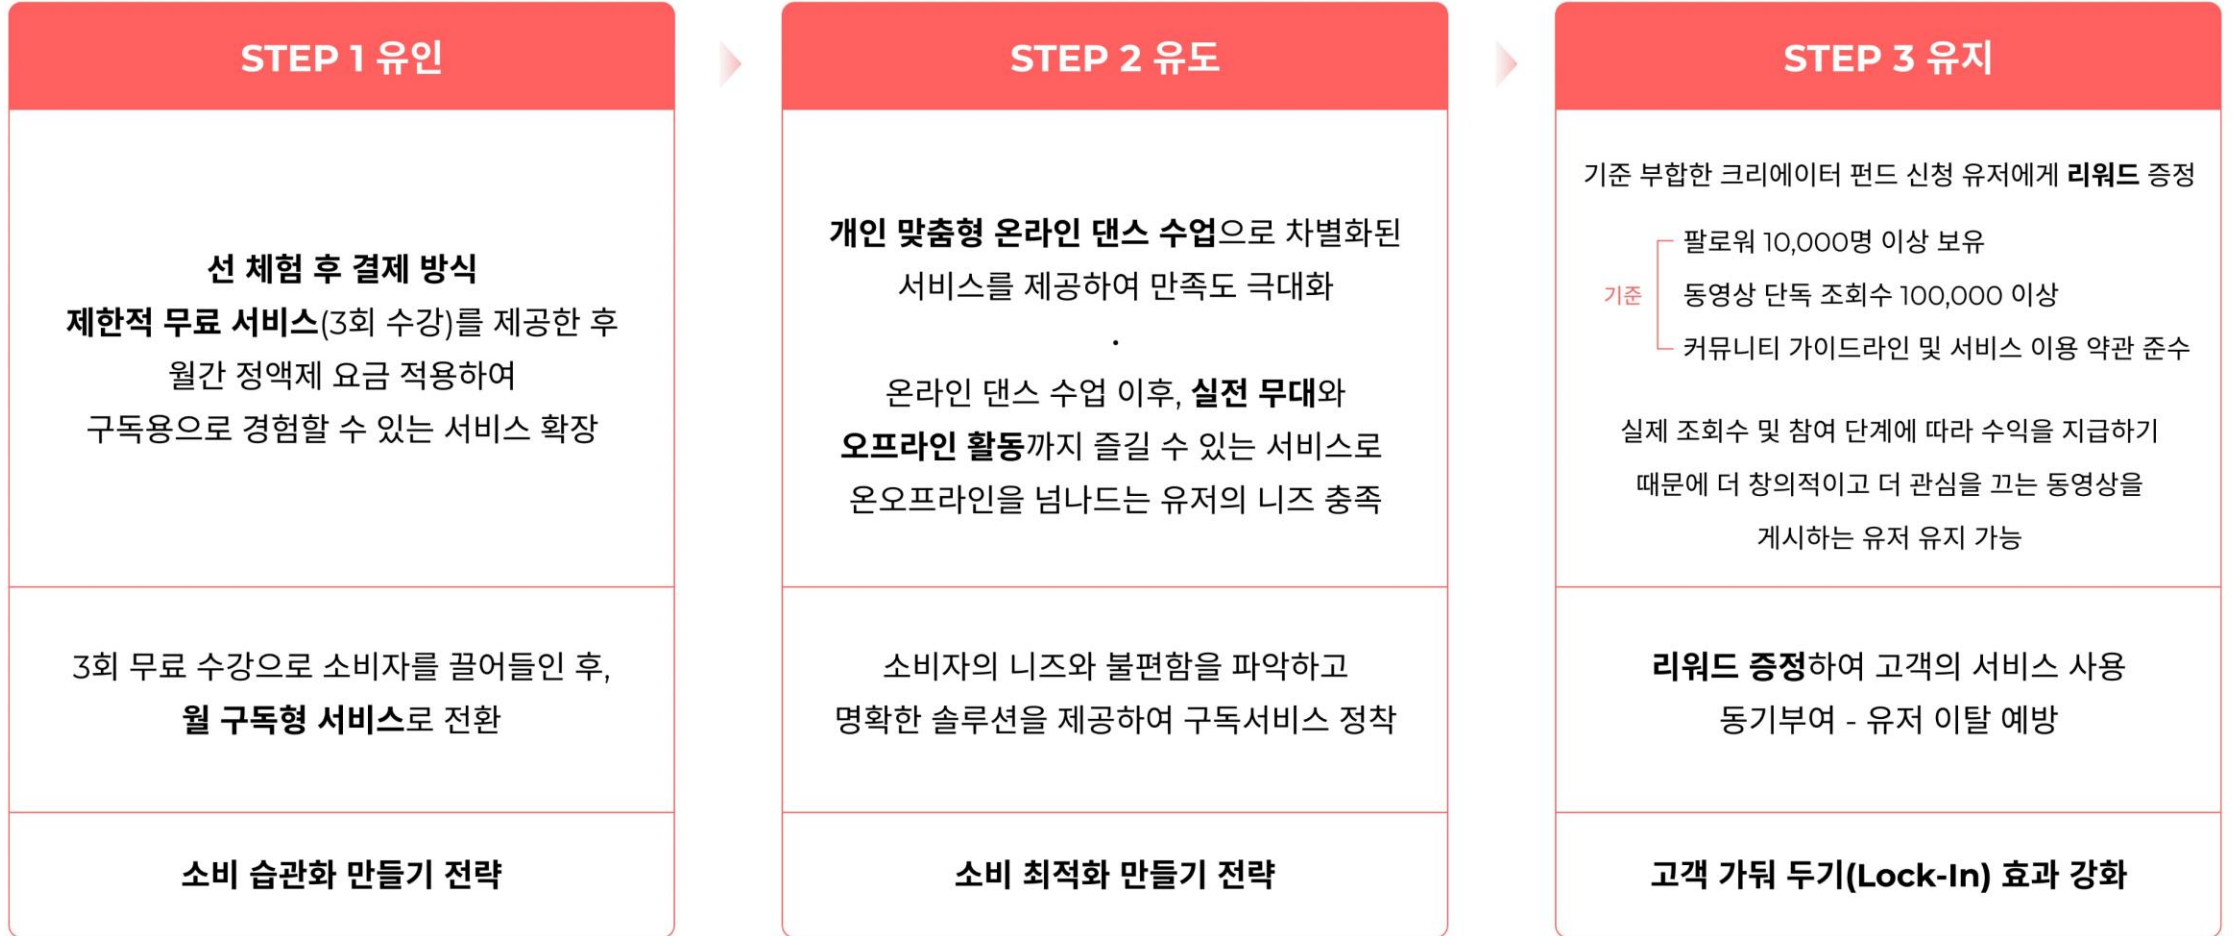 STEP 1 유인
선 체험 후 결제 방식
제한적 무료 서비스(3회 수강)를 제공한 후
월간 정액제 요금 적용하여
구독용으로 경험할 수 있는 서비스 확장
3회 무료 수강으로 소비자를 끌어들인 후,
월 구독형 서비스로 전환
소비 습관화 만들기 전략
STEP 2 유도
개인 맞춤형 온라인 댄스 수업으로 차별화된
서비스를 제공하여 만족도 극대화
·
온라인 댄스 수업 이후, 실전 무대와
오프라인 활동까지 즐길 수 있는 서비스로
온오프라인을 넘나드는 유저의 니즈 충족
소비자의 니즈와 불편함을 파악하고
명확한 솔루션을 제공하여 구독서비스 정착
소비 최적화 만들기 전략
STEP 3 유지
기준 부합한 크리에이터 펀드 신청 유저에게 리워드 증정
기준
팔로워 10,000명 이상 보유
동영상 단독 조회수 100,000 이상
커뮤니티 가이드라인 및 서비스 이용 약관 준수
실제 조회수 및 참여 단계에 따라 수익을 지급하기
때문에 더 창의적이고 더 관심을 끄는 동영상을
게시하는 유저 유지 가능
리워드 증정하여 고객의 서비스 사용
동기부여 - 유저 이탈 예방
고객 가둬 두기(Lock-In) 효과 강화